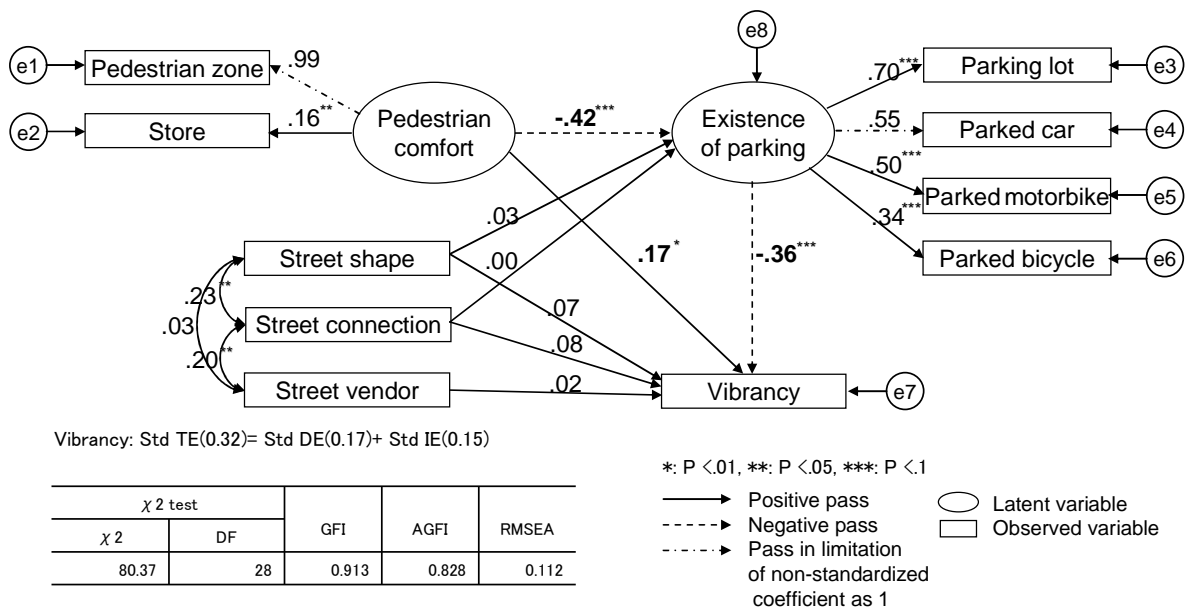 e8
e1
Pedestrian zone
.99
.70***
Parking lot
e3
e2
Store
.16**
Pedestrian
comfort
-.42***
Existence
of parking
.55
Parked car
e4
.50***
Parked motorbike
e5
.34***
Parked bicycle
e6
.03
.00
.17*
-.36***
Street shape
.23**
.03
Street connection
.07
.08
.20**
Street vendor
.02
Vibrancy
e7
Vibrancy: Std TE(0.32)= Std DE(0.17)+ Std IE(0.15)
*: P <.01, **: P <.05, ***: P <.1
Positive pass
Negative pass
Pass in limitation
of non-standardized
coefficient as 1
Latent variable
Observed variable
χ2 test
GFI
AGFI
RMSEA
χ2
DF
80.37
28
0.913
0.828
0.112